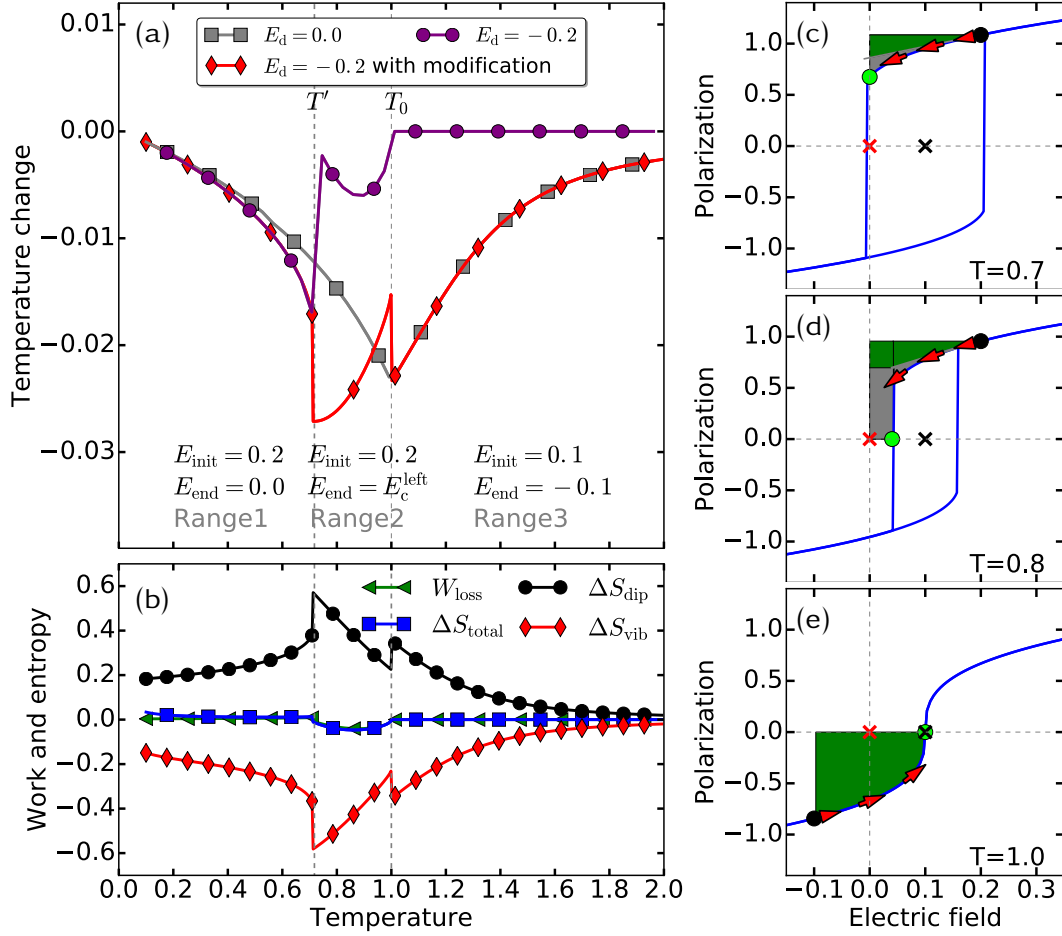 (a)
E_d = 0.0
E_d = −0.2
E_d = −0.2 with modification
T′
T_0
0.00
−0.01
−0.02
−0.03
Temperature change
E_init = 0.2
E_end = 0.0
Range1
E_init = 0.2
E_end = E_c^left
Range2
E_init = 0.1
E_end = −0.1
Range3
(b)
W_loss
ΔS_total
ΔS_dip
ΔS_vib
0.6
0.4
0.2
0.0
−0.2
−0.4
−0.6
Work and entropy
0.0 0.2 0.4 0.6 0.8 1.0 1.2 1.4 1.6 1.8 2.0
Temperature
(c)
1.0
0.5
0.0
−0.5
−1.0
Polarization
T=0.7
(d)
1.0
0.5
0.0
−0.5
−1.0
Polarization
T=0.8
(e)
1.0
0.5
0.0
−0.5
−1.0
Polarization
T=1.0
−0.1 0.0 0.1 0.2 0.3
Electric field